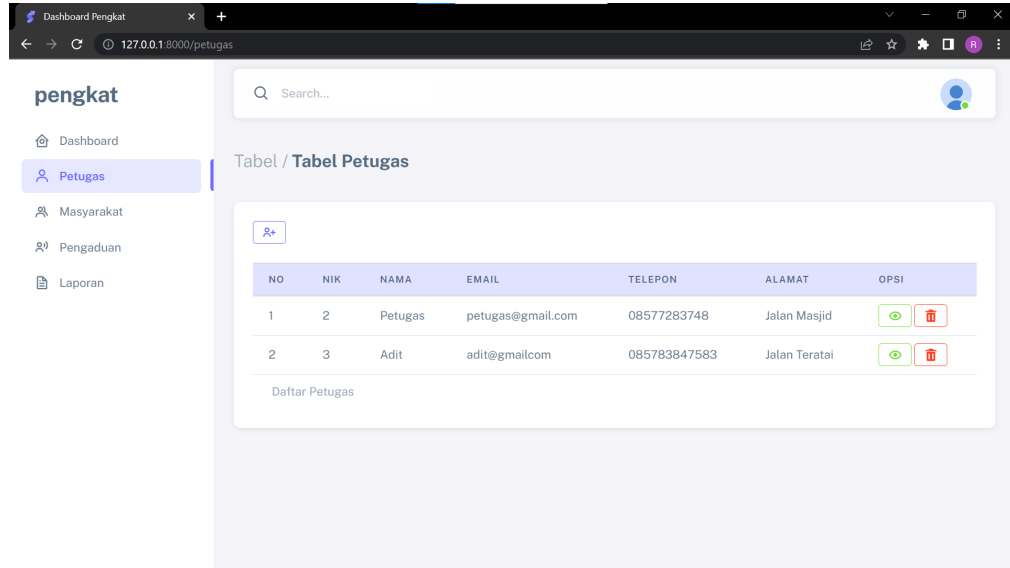 Dashboard Pengkat
127.0.0.1:8000/petugas
R
pengkat
Search...
Dashboard
Petugas
Masyarakat
Pengaduan
Laporan
Tabel / Tabel Petugas
NO NIK NAMA EMAIL TELEPON ALAMAT OPSI
1 2 Petugas petugas@gmail.com 08577283748 Jalan Masjid
2 3 Adit adit@gmailcom 085783847583 Jalan Teratai
Daftar Petugas